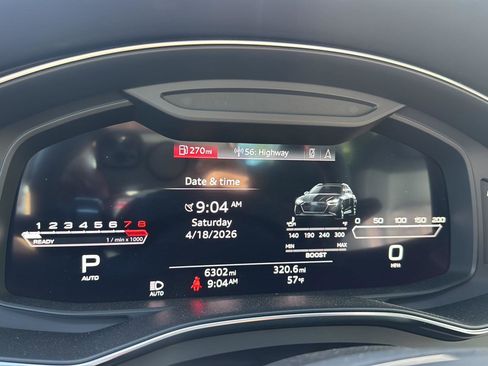 270mi 56: Highway
Date & time
9:04 AM
Saturday
4/18/2026
1 2 3 4 5 6 7 8
READY 1/min x 1000
P
AUTO
140 190 240 300
MIN MAX
BOOST
0 50 100 150 200
0
MPH
6302mi 320.6mi
AUTO 9:04AM 57°F